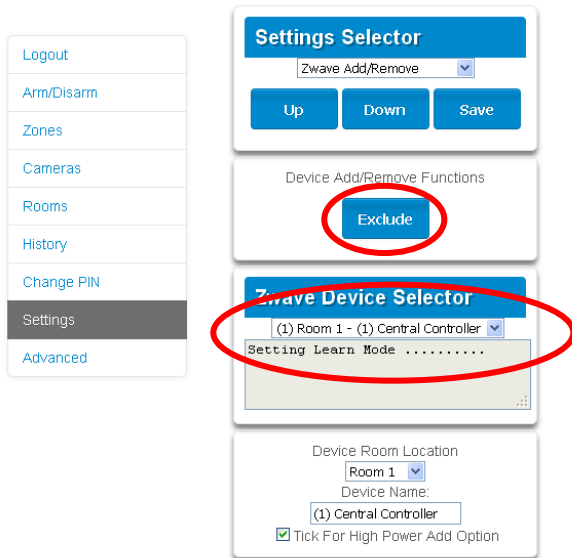 Logout
Arm/Disarm
Zones
Cameras
Rooms
History
Change PIN
Settings
Advanced
Settings Selector
Zwave Add/Remove
Up Down Save
Device Add/Remove Functions
Exclude
Zwave Device Selector
(1) Room 1 - (1) Central Controller
Setting Learn Mode ..........
Device Room Location
Room 1
Device Name:
(1) Central Controller
Tick For High Power Add Option